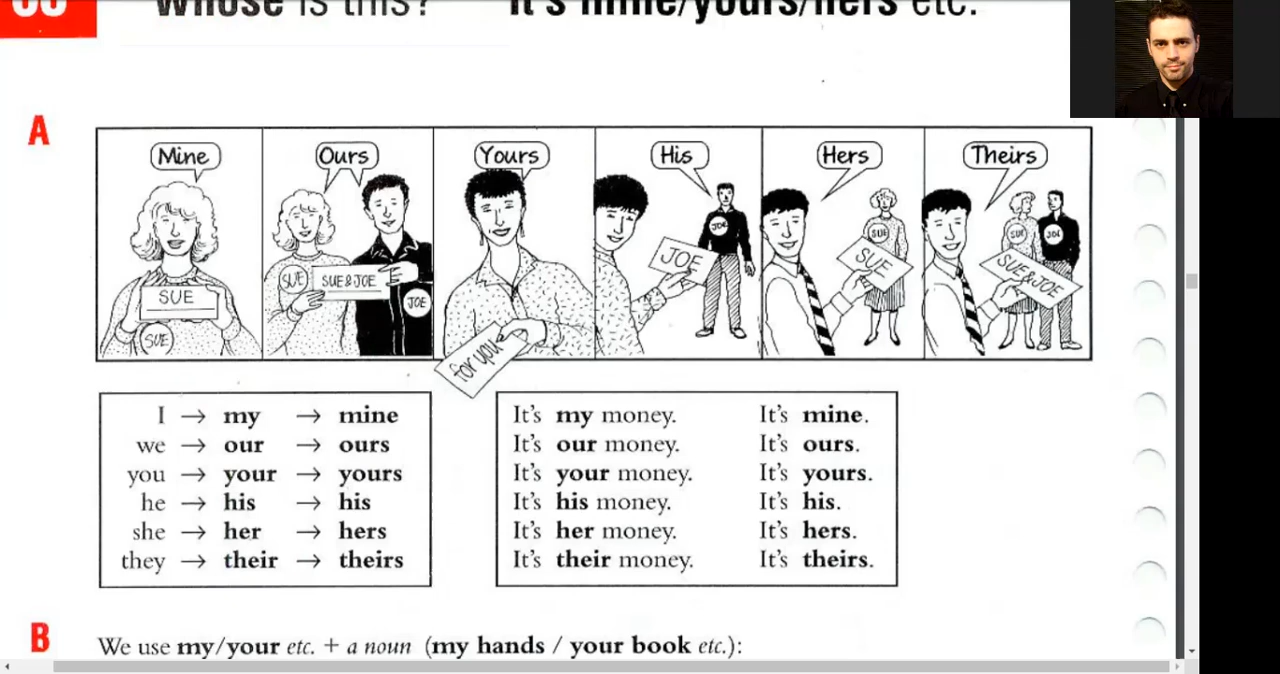 Whose is this? It's mine/yours/hers etc.
A
Mine
Ours
Yours
His
Hers
Theirs
SUE
SUE
SUE
SUE&JOE
JOE
for you
JOE
JOE
SUE
SUE
SUE
JOE
SUE&JOE
I → my → mine
we → our → ours
you → your → yours
he → his → his
she → her → hers
they → their → theirs
It's my money. It's mine.
It's our money. It's ours.
It's your money. It's yours.
It's his money. It's his.
It's her money. It's hers.
It's their money. It's theirs.
B
We use my/your etc. + a noun (my hands / your book etc.):